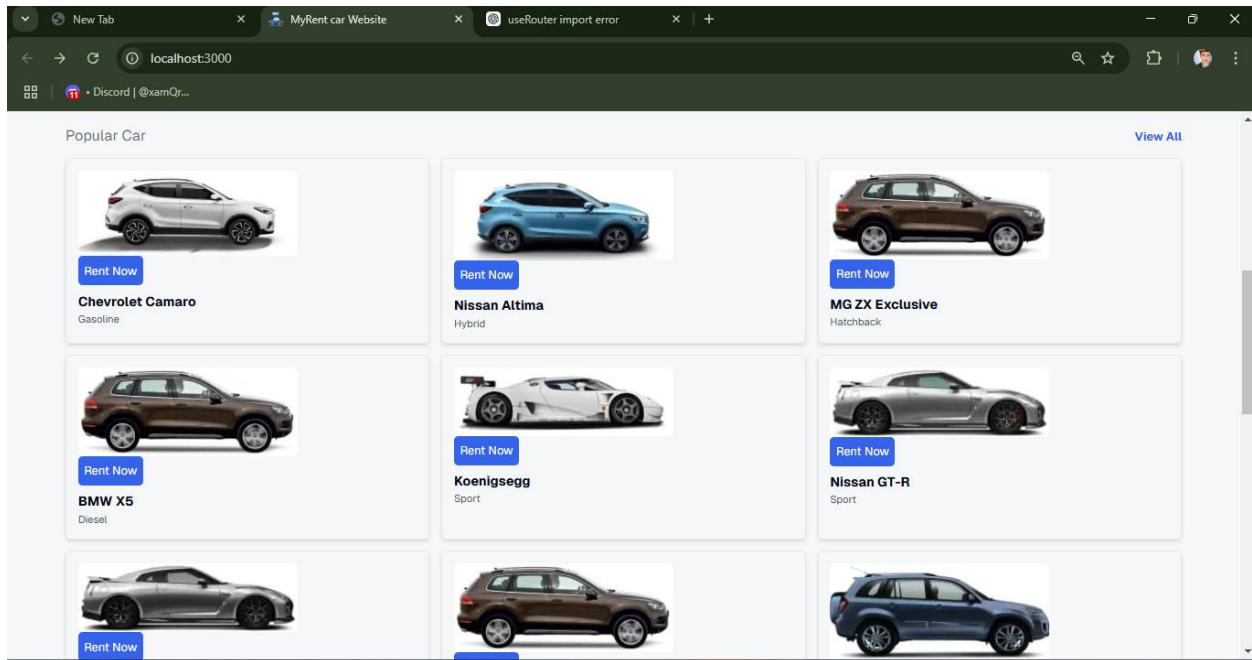 New Tab
MyRent car Website
useRouter import error
localhost:3000
11 • Discord | @xamQr...
Popular Car
View All
Rent Now
Chevrolet Camaro
Gasoline
Rent Now
Nissan Altima
Hybrid
Rent Now
MG ZX Exclusive
Hatchback
Rent Now
BMW X5
Diesel
Rent Now
Koenigsegg
Sport
Rent Now
Nissan GT-R
Sport
Rent Now